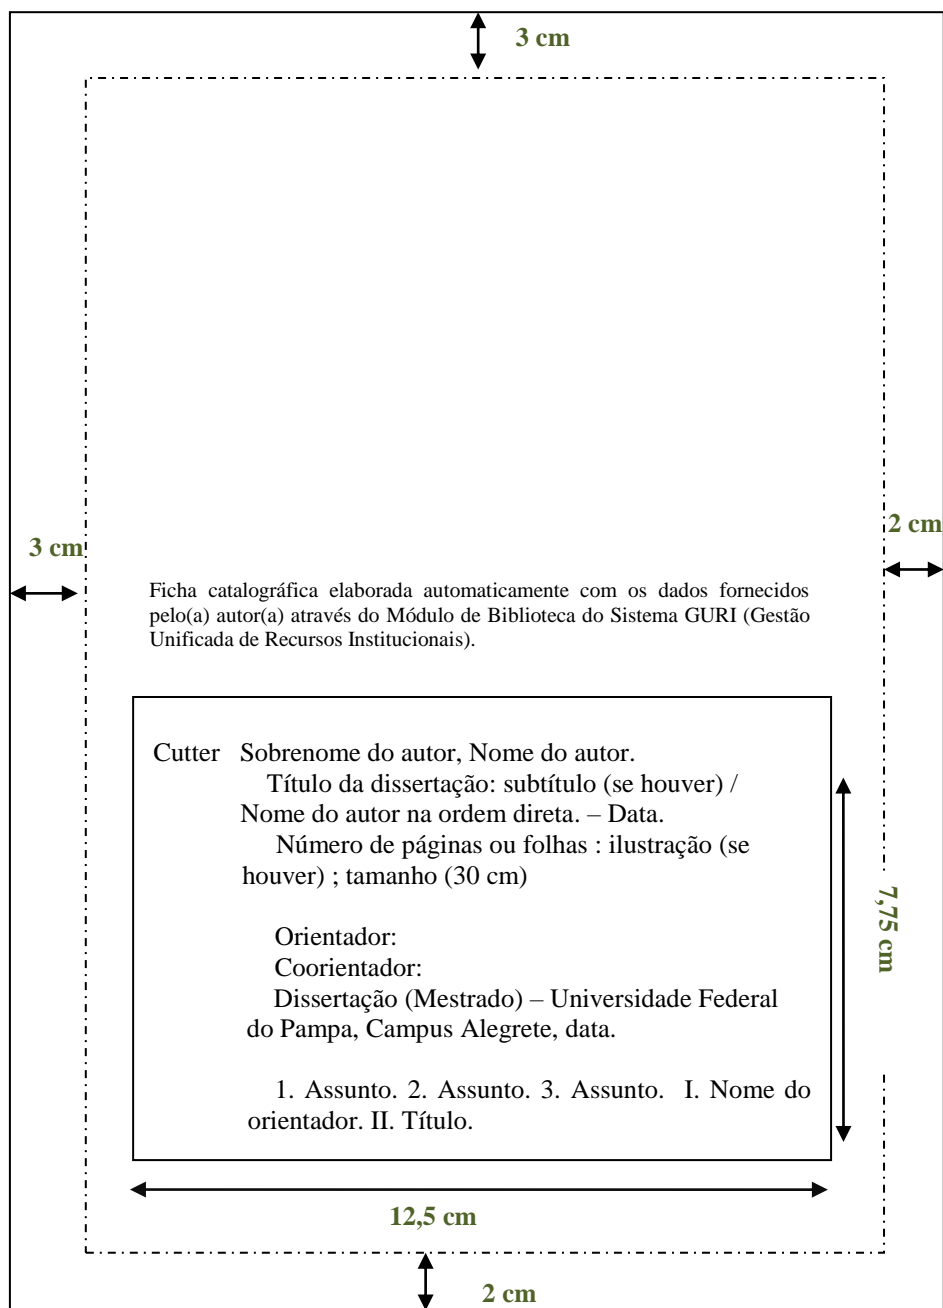 3 cm
2 cm
3 cm
Ficha catalográfica elaborada automaticamente com os dados fornecidos
pelo(a) autor(a) através do Módulo de Biblioteca do Sistema GURI (Gestão
Unificada de Recursos Institucionais).
Cutter Sobrenome do autor, Nome do autor.
Título da dissertação: subtítulo (se houver) /
Nome do autor na ordem direta. – Data.
Número de páginas ou folhas : ilustração (se
houver) ; tamanho (30 cm)
7,75 cm
Orientador:
Coorientador:
Dissertação (Mestrado) – Universidade Federal
do Pampa, Campus Alegrete, data.
1. Assunto. 2. Assunto. 3. Assunto. I. Nome do
orientador. II. Título.
12,5 cm
2 cm